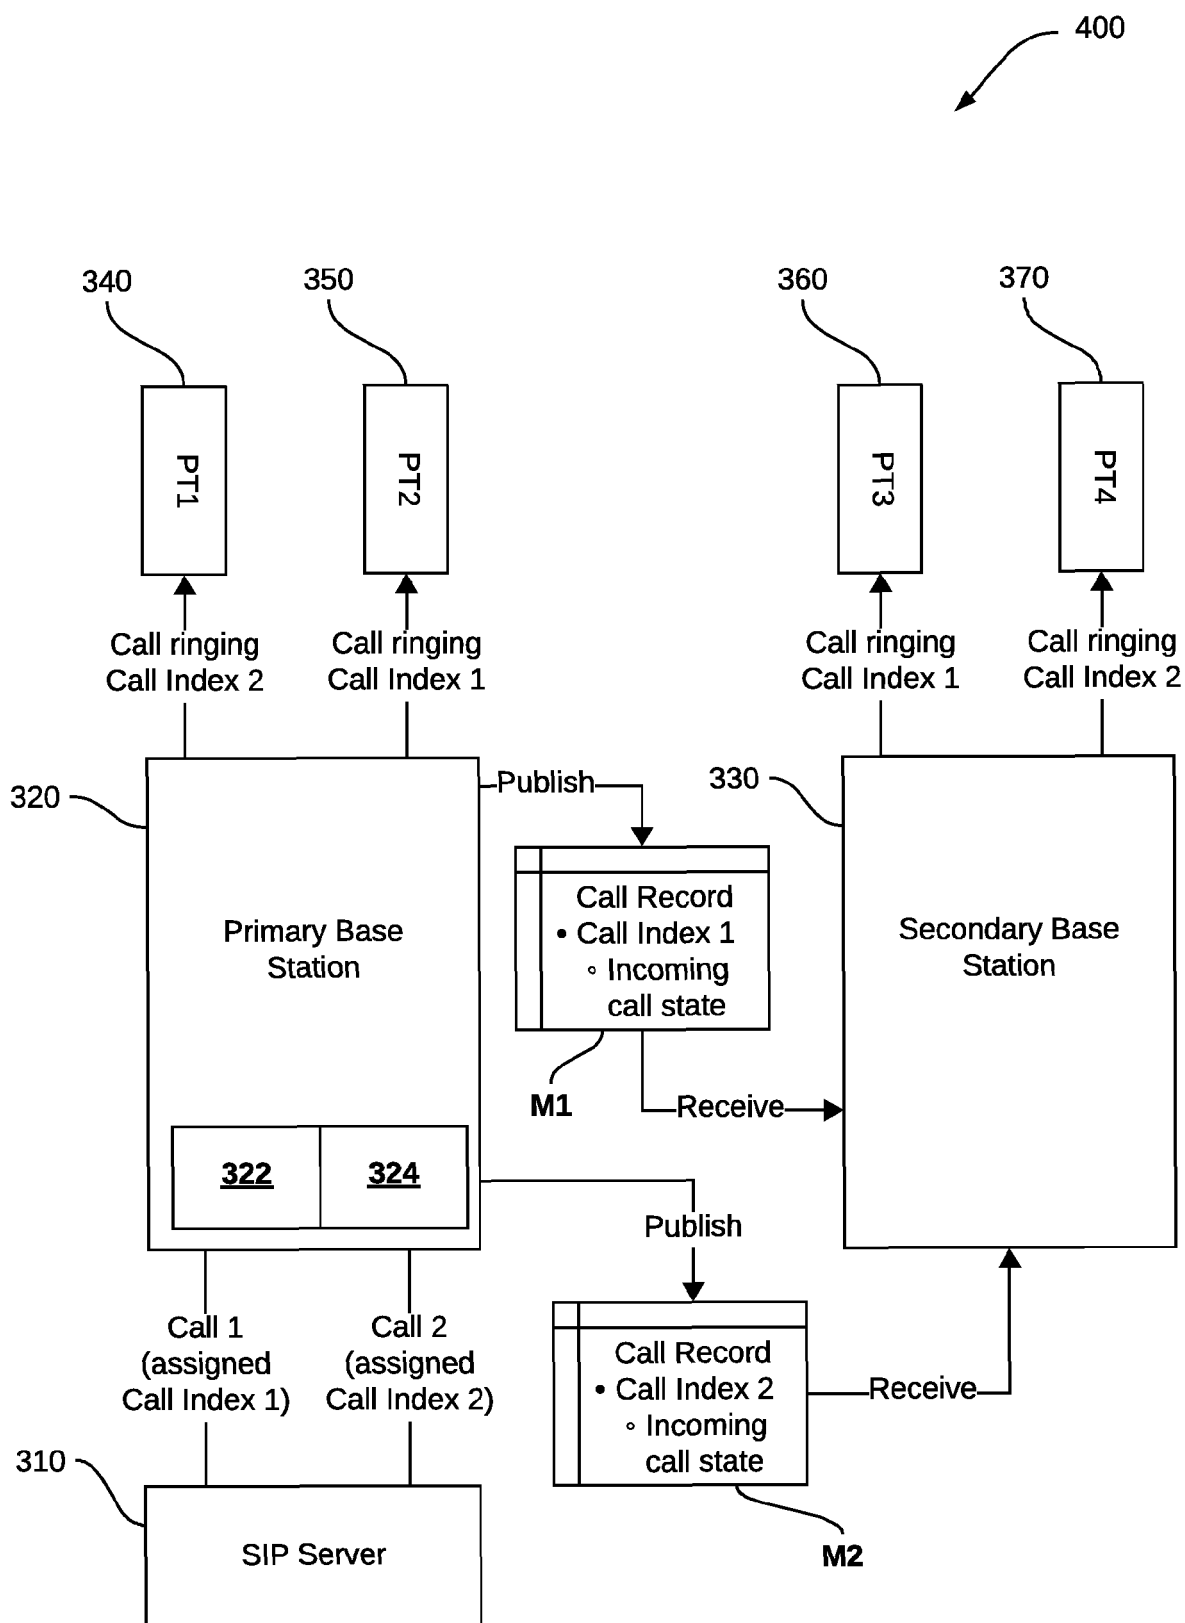 400
340
350
360
370
PT1
PT2
PT3
PT4
Call ringing
Call Index 2
Call ringing
Call Index 1
Call ringing
Call Index 1
Call ringing
Call Index 2
320
Publish
330
Call Record
• Call Index 1
◦ Incoming
call state
Primary Base
Station
Secondary Base
Station
M1
Receive
322
324
Publish
Call 1
(assigned
Call Index 1)
Call 2
(assigned
Call Index 2)
Call Record
• Call Index 2
◦ Incoming
call state
Receive
310
SIP Server
M2